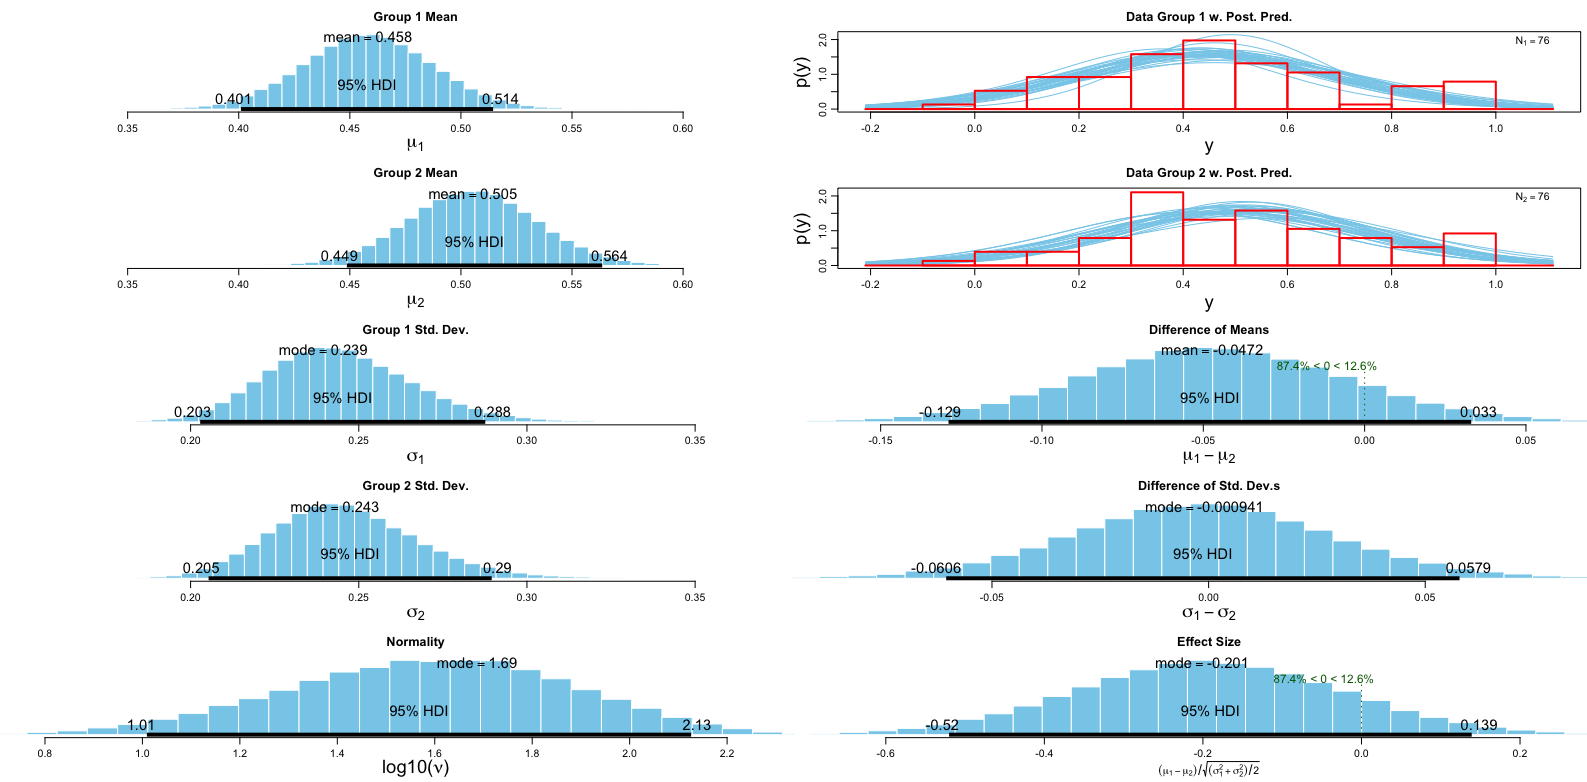 Group 1 Mean
mean = 0.458
95% HDI
0.401 0.514
0.35 0.40 0.45 0.50 0.55 0.60
μ1
Data Group 1 w. Post. Pred.
N1 = 76
p(y)
0.0 1.0 2.0
-0.2 0.0 0.2 0.4 0.6 0.8 1.0
y
Group 2 Mean
mean = 0.505
95% HDI
0.449 0.564
0.35 0.40 0.45 0.50 0.55 0.60
μ2
Data Group 2 w. Post. Pred.
N2 = 76
p(y)
0.0 1.0 2.0
-0.2 0.0 0.2 0.4 0.6 0.8 1.0
y
Group 1 Std. Dev.
mode = 0.239
95% HDI
0.203 0.288
0.20 0.25 0.30 0.35
σ1
Difference of Means
mean = -0.0472
87.4% < 0 < 12.6%
95% HDI
-0.129 0.033
-0.15 -0.10 -0.05 0.00 0.05
μ1 − μ2
Group 2 Std. Dev.
mode = 0.243
95% HDI
0.205 0.29
0.20 0.25 0.30 0.35
σ2
Difference of Std. Dev.s
mode = -0.000941
95% HDI
-0.0606 0.0579
-0.05 0.00 0.05
σ1 − σ2
Normality
mode = 1.69
95% HDI
1.01 2.13
0.8 1.0 1.2 1.4 1.6 1.8 2.0 2.2
log10(ν)
Effect Size
mode = -0.201
87.4% < 0 < 12.6%
95% HDI
-0.52 0.139
-0.6 -0.4 -0.2 0.0 0.2
(μ1 − μ2)/√(σ1² + σ2²)/2